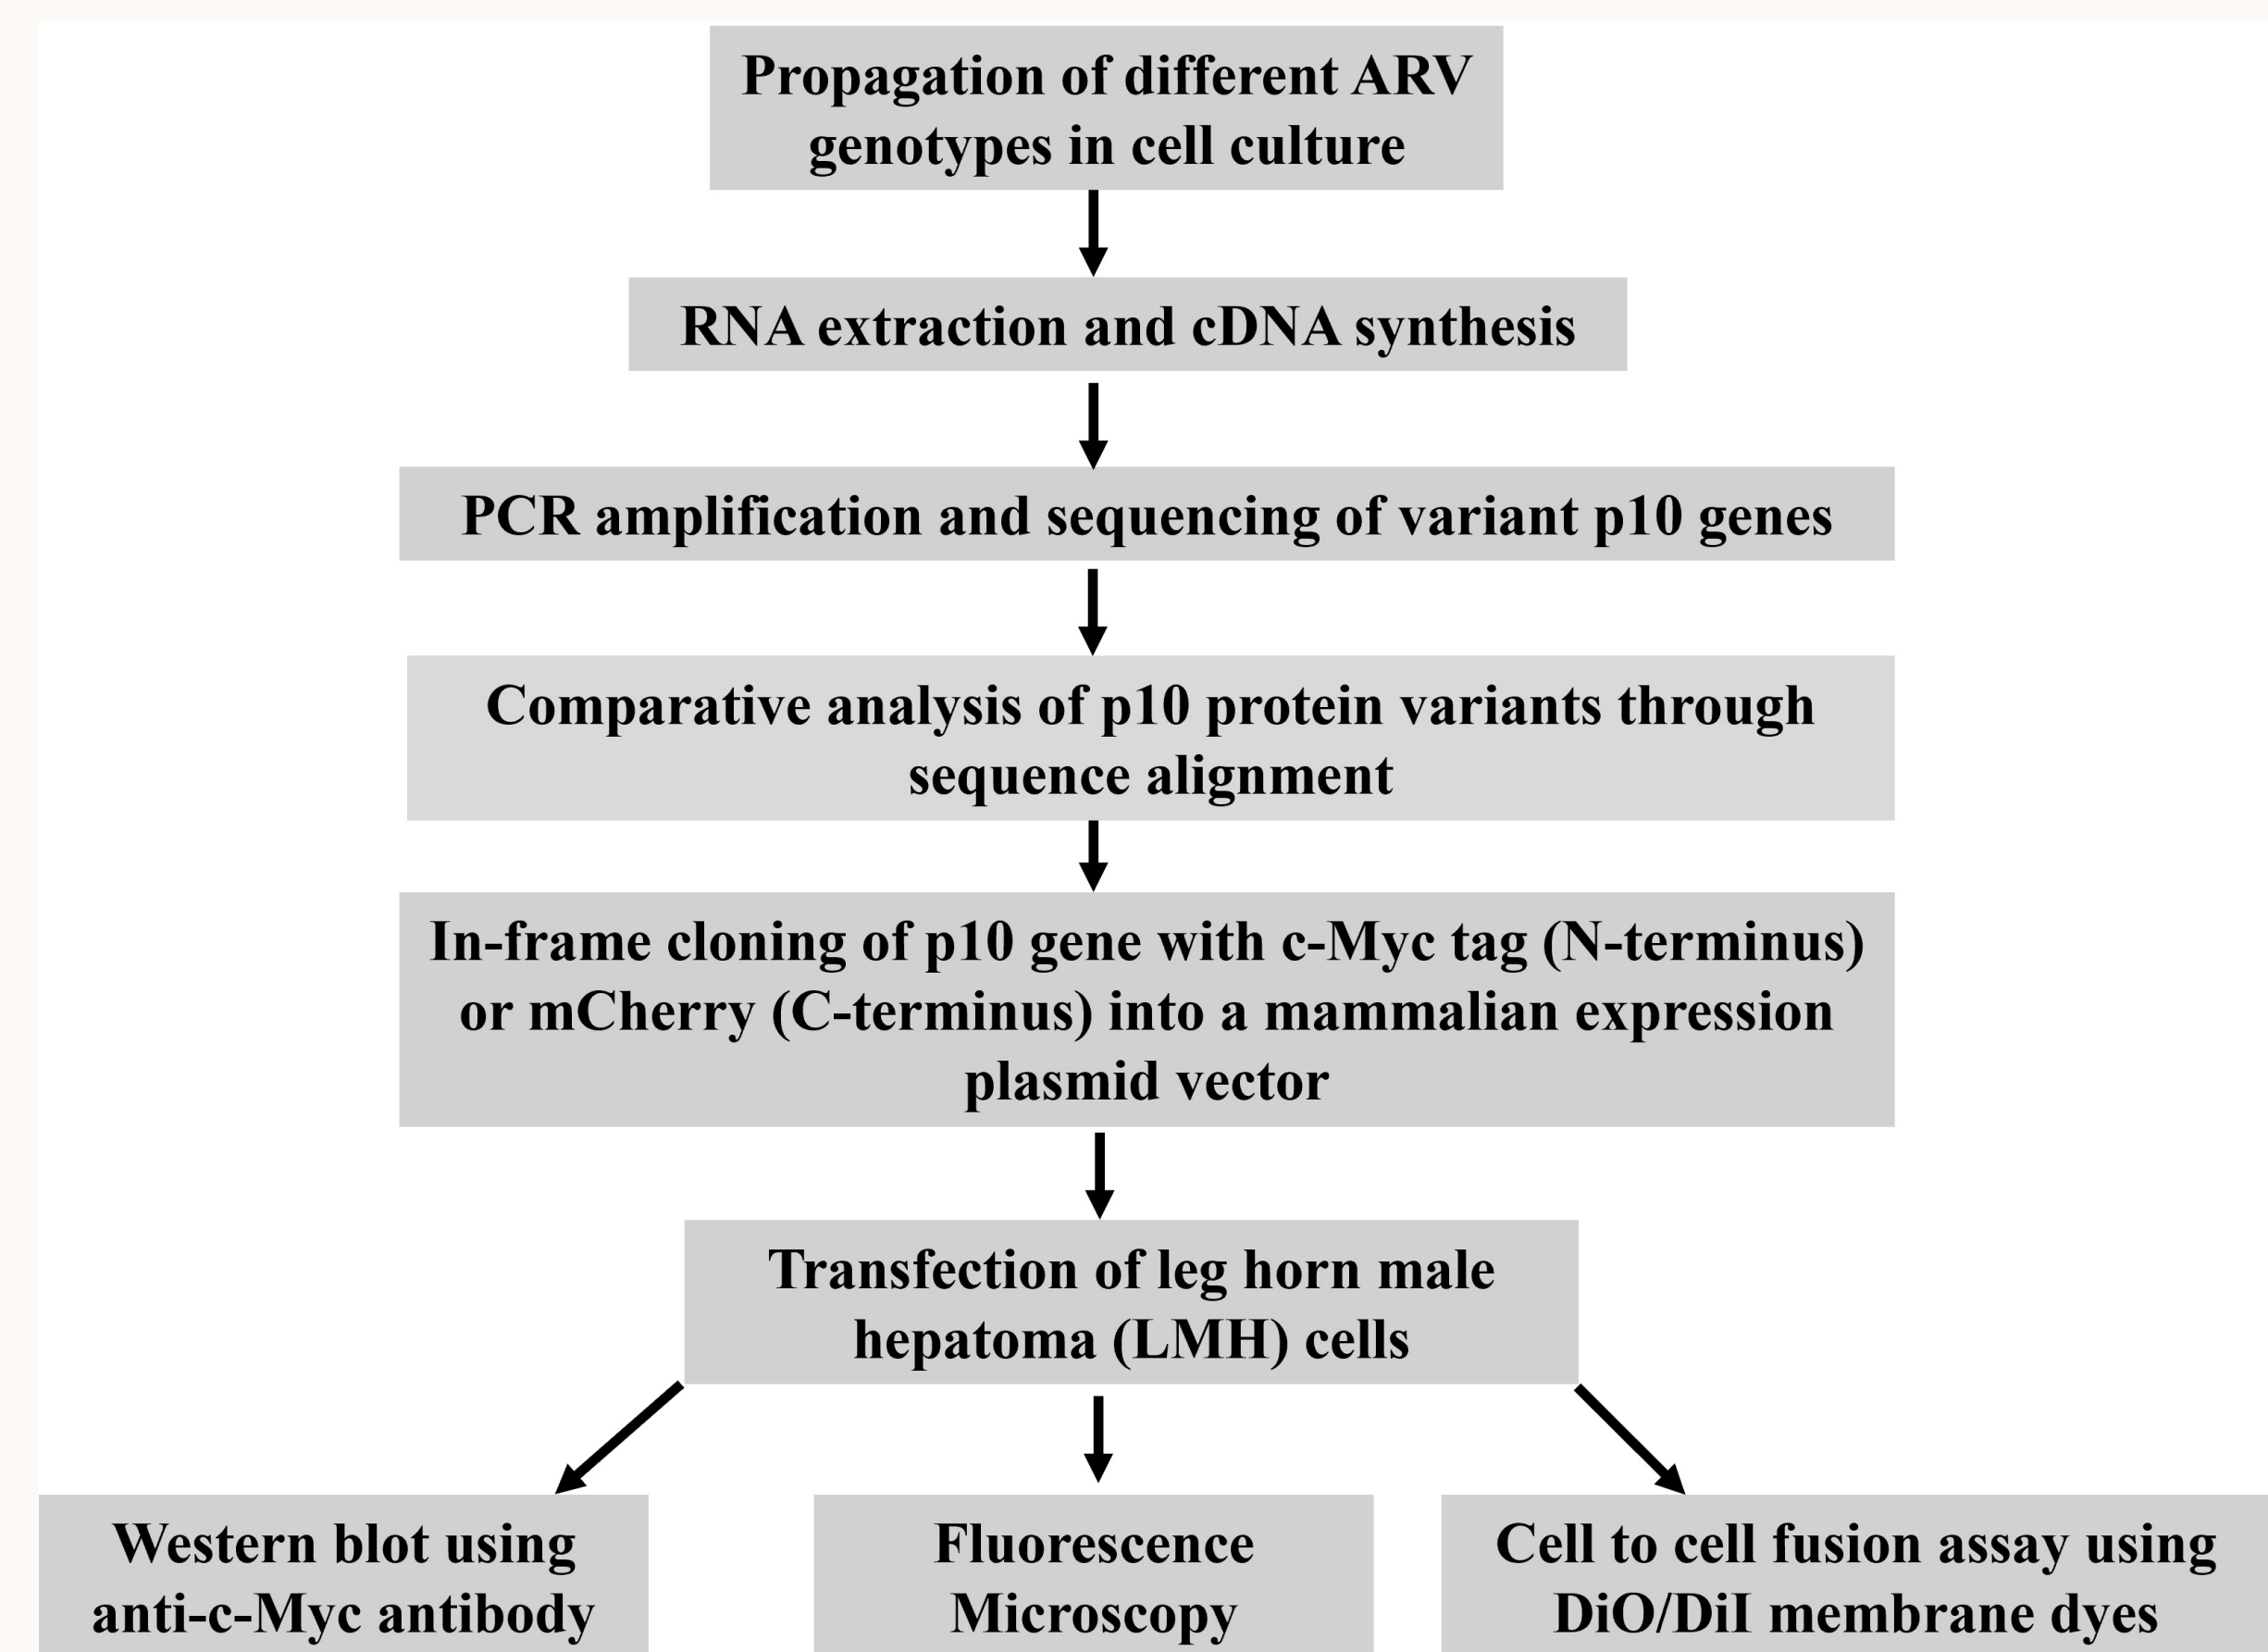 Propagation of different ARV
genotypes in cell culture
RNA extraction and cDNA synthesis
PCR amplification and sequencing of variant p10 genes
Comparative analysis of p10 protein variants through
sequence alignment
In-frame cloning of p10 gene with c-Myc tag (N-terminus)
or mCherry (C-terminus) into a mammalian expression
plasmid vector
Transfection of leg horn male
hepatoma (LMH) cells
Western blot using
anti-c-Myc antibody
Fluorescence
Microscopy
Cell to cell fusion assay using
DiO/DiI membrane dyes